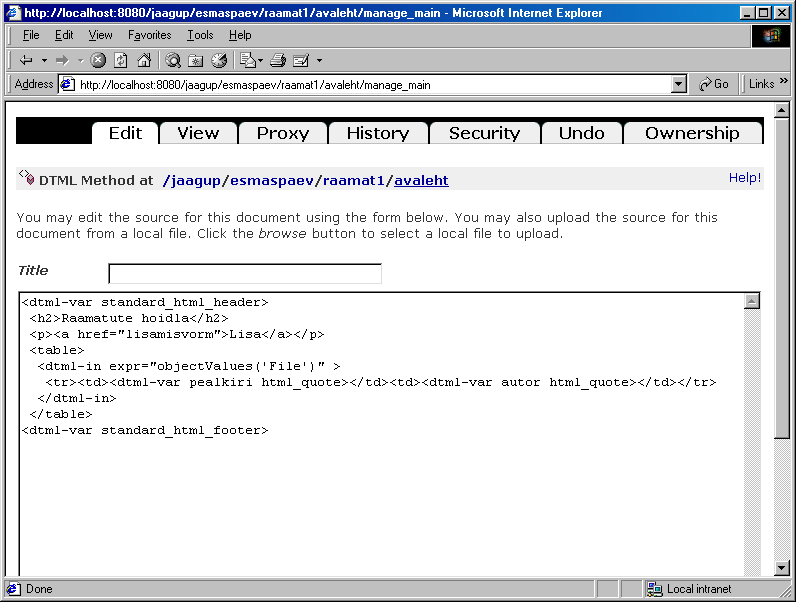 http://localhost:8080/jaagup/esmaspaev/raamat1/avaleht/manage_main - Microsoft Internet Explorer
File Edit View Favorites Tools Help
Address http://localhost:8080/jaagup/esmaspaev/raamat1/avaleht/manage_main Go Links »
Edit View Proxy History Security Undo Ownership
DTML Method at /jaagup/esmaspaev/raamat1/avaleht Help!
You may edit the source for this document using the form below. You may also upload the source for this
document from a local file. Click the browse button to select a local file to upload.
Title
<dtml-var standard_html_header>
<h2>Raamatute hoidla</h2>
<p><a href="lisamisvorm">Lisa</a></p>
<table>
<dtml-in expr="objectValues('File')" >
<tr><td><dtml-var pealkiri html_quote></td><td><dtml-var autor html_quote></td></tr>
</dtml-in>
</table>
<dtml-var standard_html_footer>
Done Local intranet